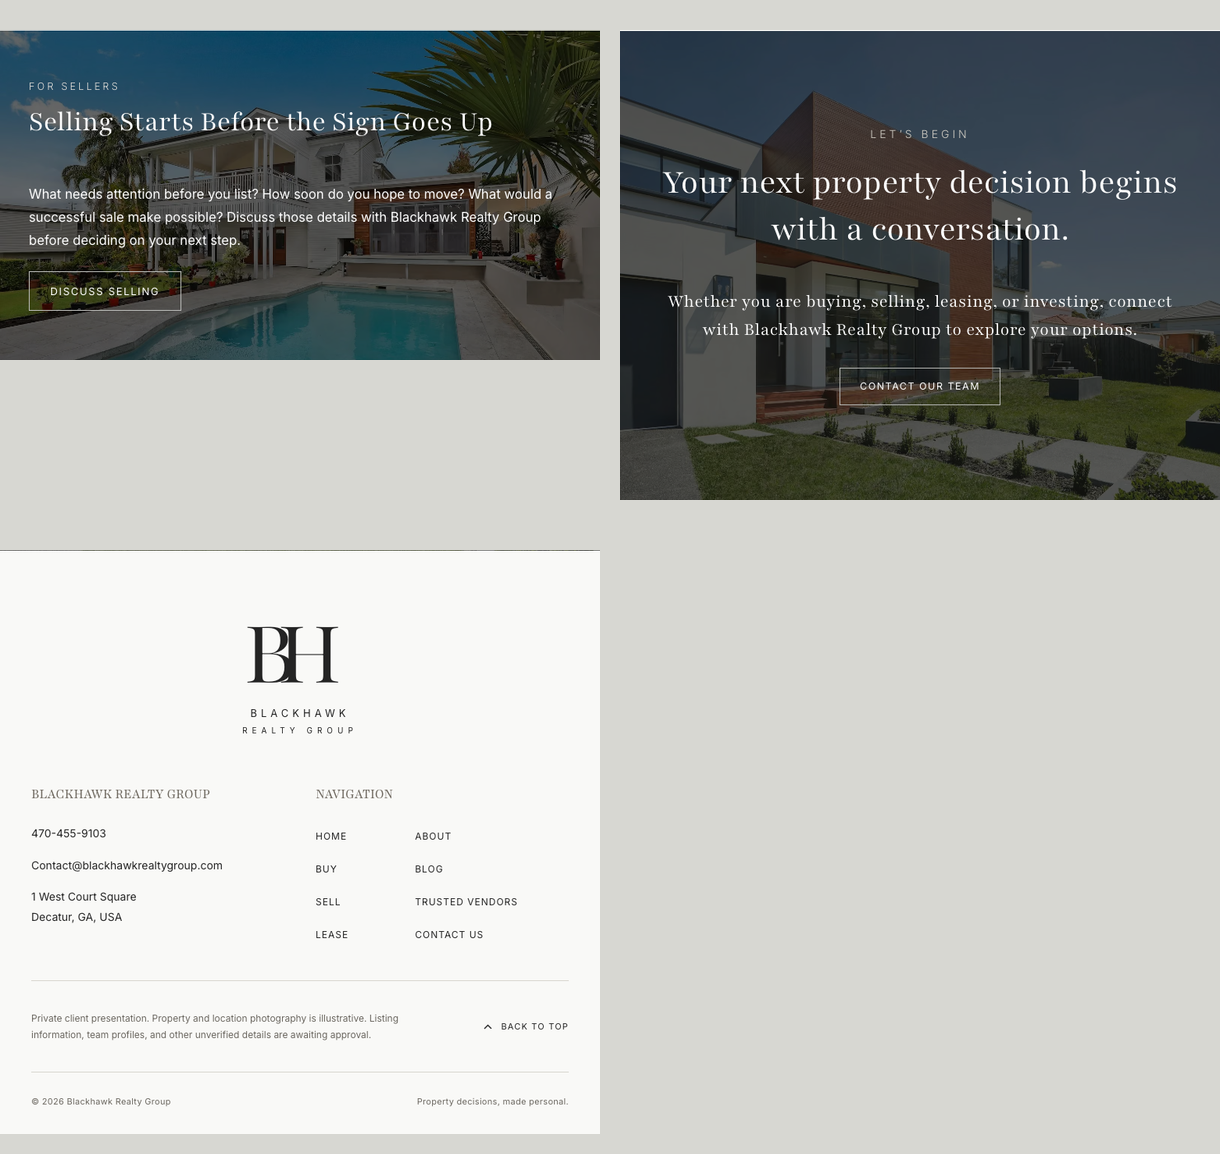 FOR SELLERS
Selling Starts Before the Sign Goes Up
What needs attention before you list? How soon do you hope to move? What would a
successful sale make possible? Discuss those details with Blackhawk Realty Group
before deciding on your next step.
DISCUSS SELLING
LET'S BEGIN
Your next property decision begins
with a conversation.
Whether you are buying, selling, leasing, or investing, connect
with Blackhawk Realty Group to explore your options.
CONTACT OUR TEAM
BH
BLACKHAWK
REALTY GROUP
BLACKHAWK REALTY GROUP
470-455-9103
Contact@blackhawkrealtygroup.com
1 West Court Square
Decatur, GA, USA
NAVIGATION
HOME
BUY
SELL
LEASE
ABOUT
BLOG
TRUSTED VENDORS
CONTACT US
Private client presentation. Property and location photography is illustrative. Listing
information, team profiles, and other unverified details are awaiting approval.
BACK TO TOP
© 2026 Blackhawk Realty Group
Property decisions, made personal.